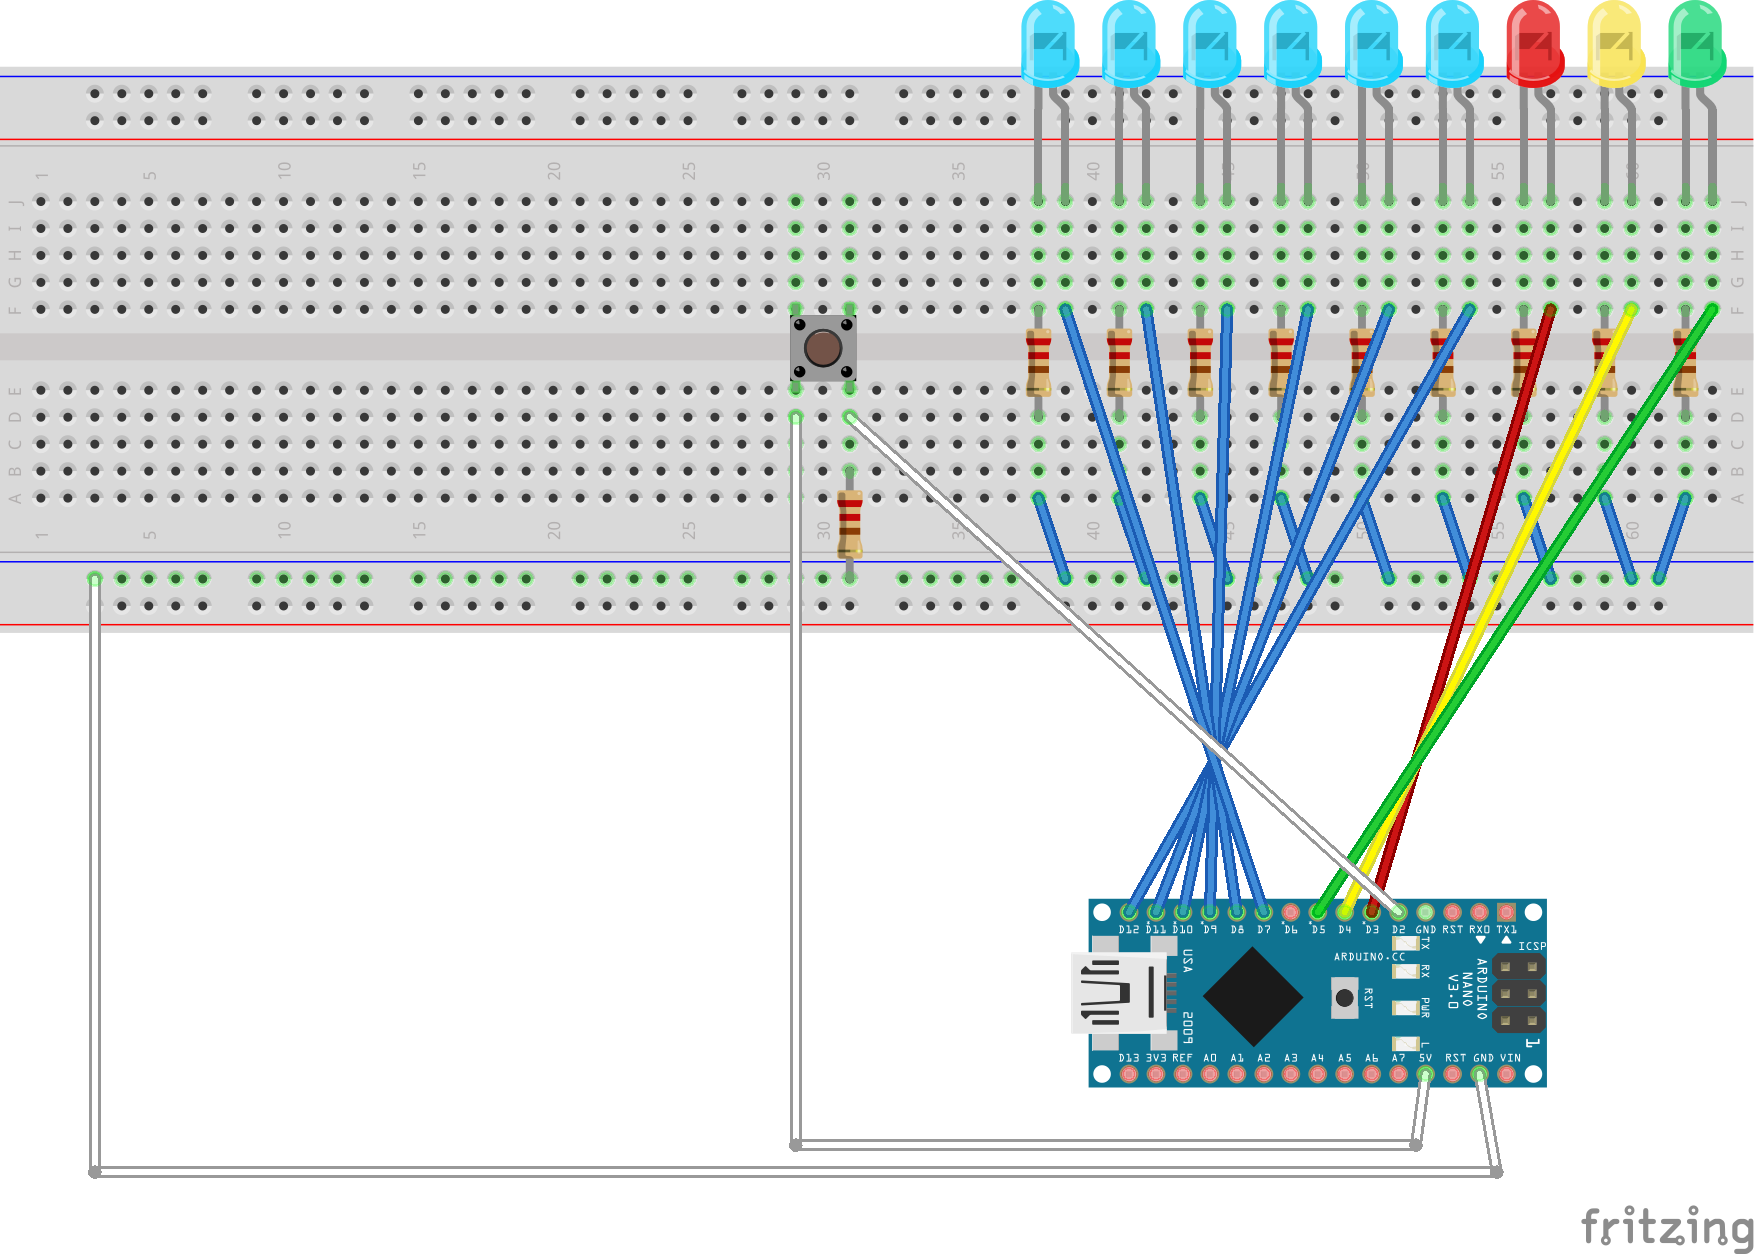 1 5 10 15 20 25 30 35 40 45 50 55 60
J J
I I
H H
G G
F F
E E
D D
C C
B B
A A
1 5 10 15 20 25 30 35 40 45 55 60
D12 D11 D10 D9 D8 D7 D6 D5 D4 D3 D2 GND RST RX0 TX1
ICSP
ARDUINO.CC
USA
TX
RX
RST
PWR
L
ARDUINO
NANO
V3.0
2009
1
D13 3V3 REF A0 A1 A2 A3 A4 A5 A6 A7 5V RST GND VIN
fritzing